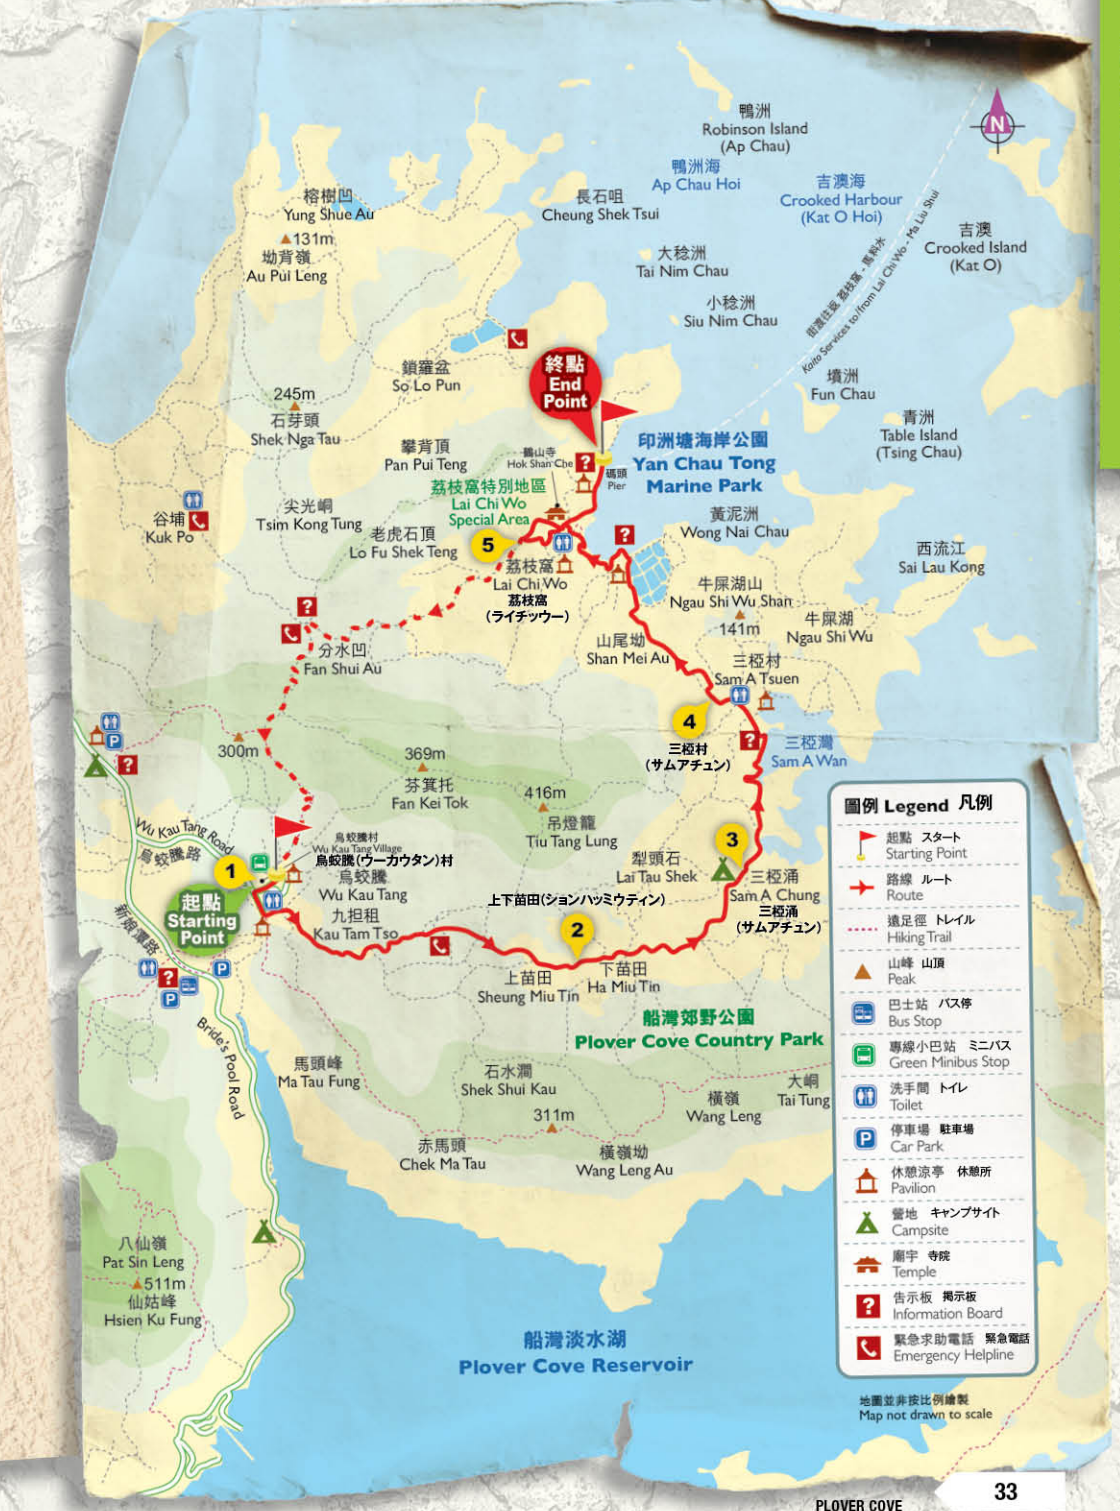 鴨洲
Robinson Island
(Ap Chau)
鴨洲海
Ap Chau Hoi
吉澳海
Crooked Harbour
(Kat O Hoi)
N
吉澳
Crooked Island
(Kat O)
榕樹凹
Yung Shue Au
131m
坳背嶺
Au Pui Leng
長石咀
Cheung Shek Tsui
大稔洲
Tai Nim Chau
小稔洲
Siu Nim Chau
街渡往返 荔枝窩 - 馬料水
Kaito Services to/from Lai Chi Wo - Ma Liu Shui
墳洲
Fun Chau
青洲
Table Island
(Tsing Chau)
鎖羅盆
So Lo Pun
終點
End
Point
245m
石芽頭
Shek Nga Tau
攀背頂
Pan Pui Teng
鶴山寺
Hok Shan Che
碼頭
Pier
印洲塘海岸公園
Yan Chau Tong
Marine Park
荔枝窩特別地區
Lai Chi Wo
Special Area
谷埔
Kuk Po
尖光峒
Tsim Kong Tung
老虎石頂
Lo Fu Shek Teng
5
黃泥洲
Wong Nai Chau
西流江
Sai Lau Kong
荔枝窩
Lai Chi Wo
荔枝窩
（ライチッウー）
牛屎湖山
Ngau Shi Wu Shan
141m
牛屎湖
Ngau Shi Wu
分水凹
Fan Shui Au
山尾坳
Shan Mei Au
三椏村
Sam A Tsuen
4
三椏村
（サムアチュン）
三椏灣
Sam A Wan
300m
369m
芬箕托
Fan Kei Tok
416m
吊燈籠
Tiu Tang Lung
Wu Kau Tang Road
烏蛟騰路
烏蛟騰村
Wu Kau Tang Village
烏蛟騰（ウーカウタン）村
烏蛟騰
Wu Kau Tang
1
起點
Starting
Point
新娘潭路
Bride's Pool Road
九担租
Kau Tam Tso
上下苗田（ションハッミウティン）
2
上苗田
Sheung Miu Tin
下苗田
Ha Miu Tin
犁頭石
Lai Tau Shek
3
三椏涌
Sam A Chung
三椏涌
（サムアチュン）
船灣郊野公園
Plover Cove Country Park
馬頭峰
Ma Tau Fung
石水澗
Shek Shui Kau
311m
橫嶺
Wang Leng
大峒
Tai Tung
赤馬頭
Chek Ma Tau
橫嶺坳
Wang Leng Au
八仙嶺
Pat Sin Leng
511m
仙姑峰
Hsien Ku Fung
船灣淡水湖
Plover Cove Reservoir
圖例 Legend 凡例
起點 スタート
Starting Point
路線 ルート
Route
遠足徑 トレイル
Hiking Trail
山峰 山頂
Peak
巴士站 バス停
Bus Stop
專線小巴站 ミニバス
Green Minibus Stop
洗手間 トイレ
Toilet
停車場 駐車場
Car Park
休憩涼亭 休憩所
Pavilion
營地 キャンプサイト
Campsite
廟宇 寺院
Temple
告示板 掲示板
Information Board
緊急求助電話 緊急電話
Emergency Helpline
地圖並非按比例繪製
Map not drawn to scale
PLOVER COVE
33